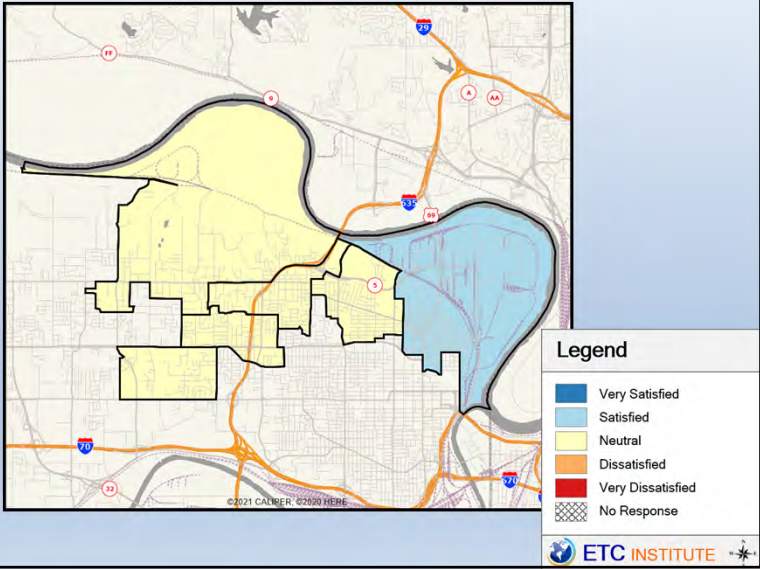 29
FF
A
AA
9
635
69
5
70
32
670
©2021 CALIPER; ©2020 HERE
Legend
Very Satisfied
Satisfied
Neutral
Dissatisfied
Very Dissatisfied
No Response
ETC INSTITUTE